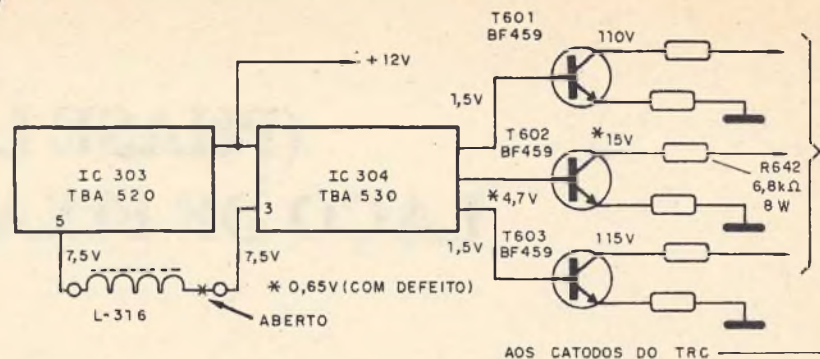 T601
BF459
110V
+12V
1,5V
IC 303
TBA 520
5
IC 304
TBA 530
3
T602
BF459
*15V
R642
6,8kΩ
8 W
*4,7V
1,5V
T603
BF459
115V
7,5V
7,5V
* 0,65V (COM DEFEITO)
L-316
ABERTO
AOS CATODOS DO TRC